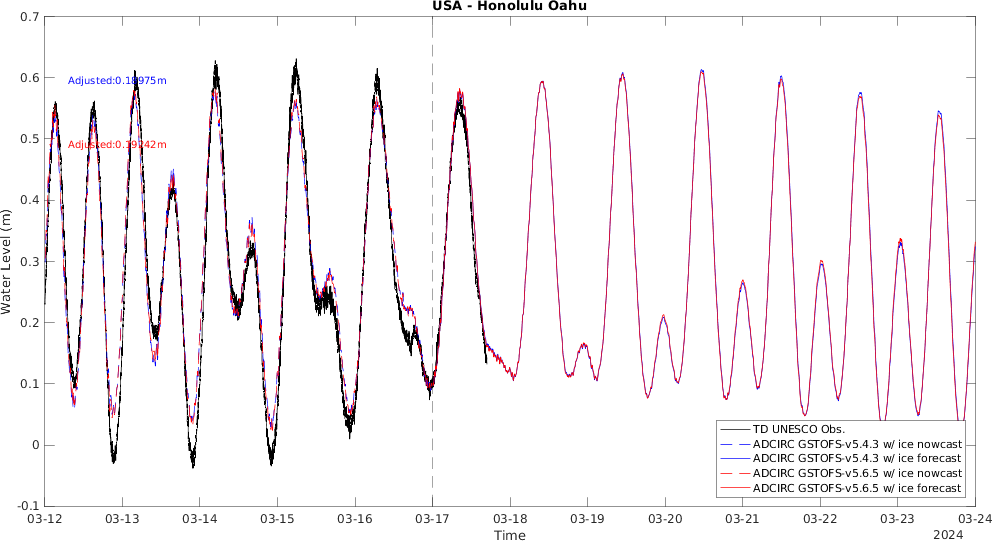 USA - Honolulu Oahu
0.7
0.6
0.5
0.4
0.3
0.2
0.1
0
-0.1
Water Level (m)
Adjusted:0.18975m
Adjusted:0.19242m
TD UNESCO Obs.
ADCIRC GSTOFS-v5.4.3 w/ ice nowcast
ADCIRC GSTOFS-v5.4.3 w/ ice forecast
ADCIRC GSTOFS-v5.6.5 w/ ice nowcast
ADCIRC GSTOFS-v5.6.5 w/ ice forecast
03-12 03-13 03-14 03-15 03-16 03-17 03-18 03-19 03-20 03-21 03-22 03-23 03-24
Time
2024